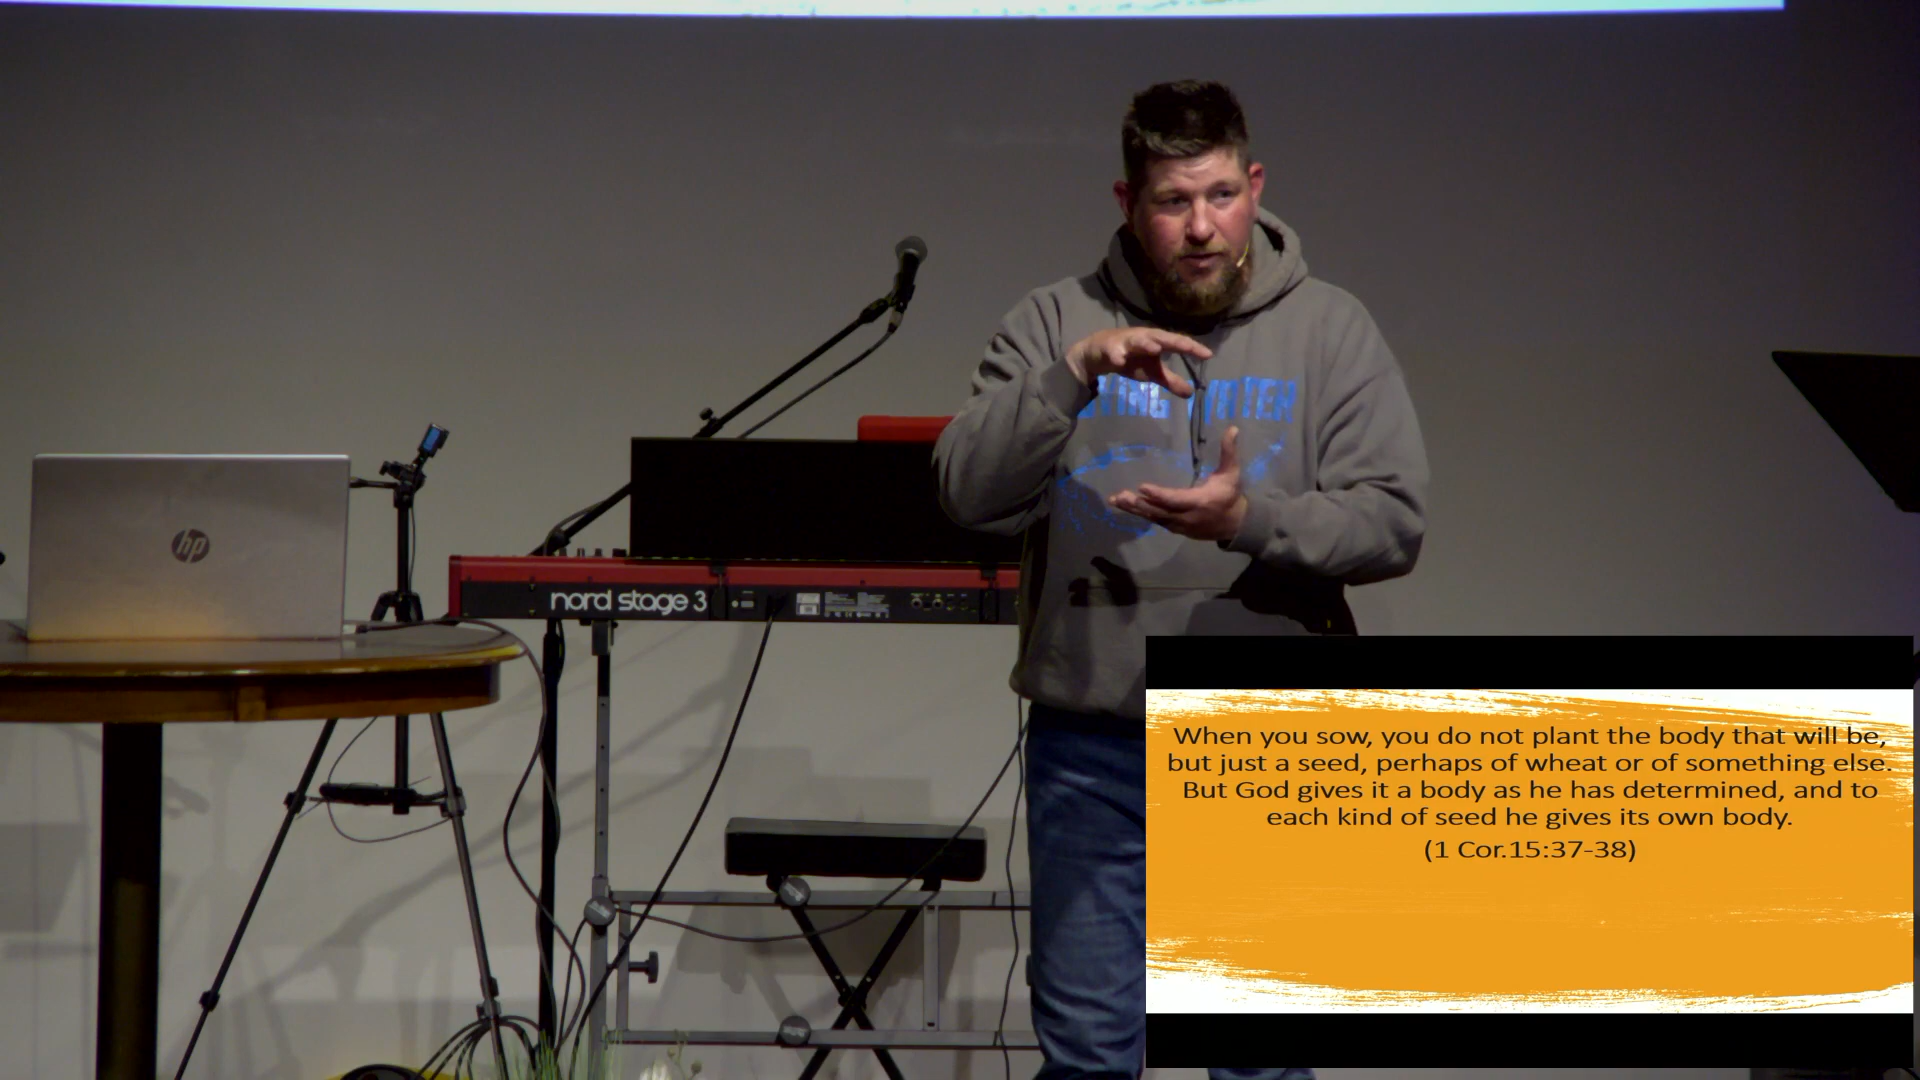 hp
nord stage 3
When you sow, you do not plant the body that will be,
but just a seed, perhaps of wheat or of something else.
But God gives it a body as he has determined, and to
each kind of seed he gives its own body.
(1 Cor.15:37-38)